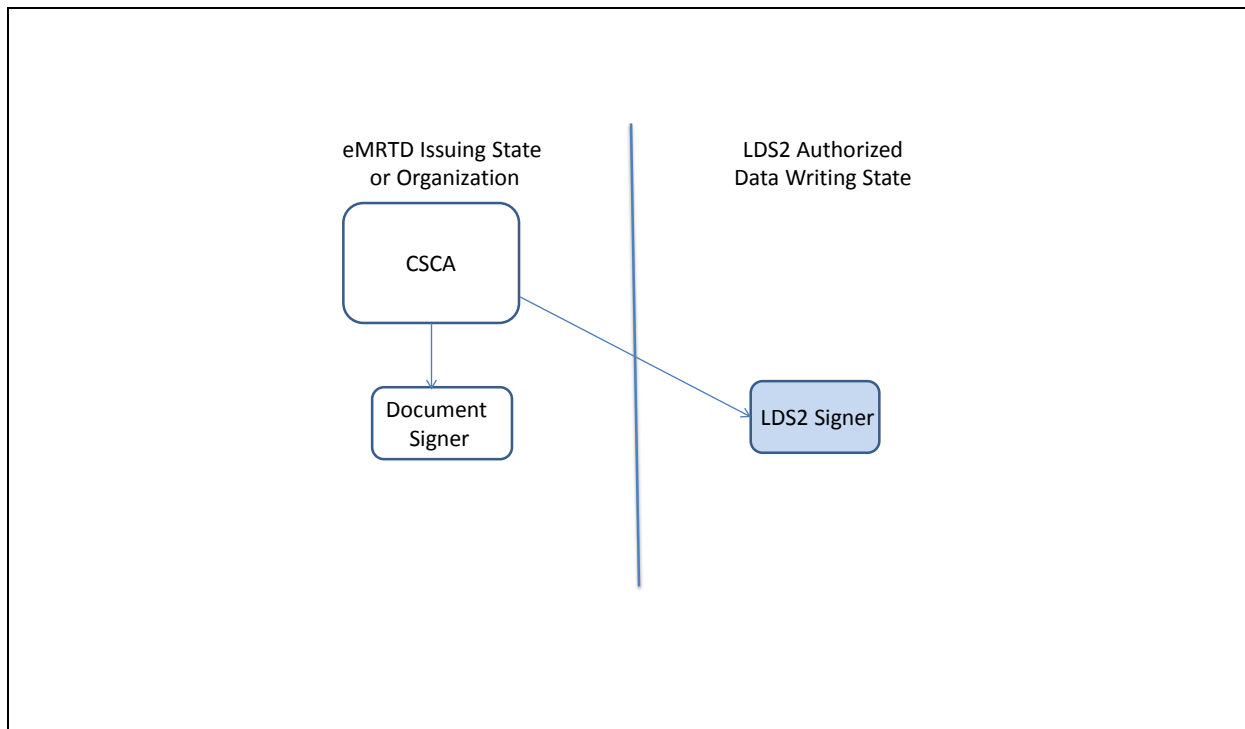 eMRTD Issuing State
or Organization
LDS2 Authorized
Data Writing State
CSCA
Document
Signer
LDS2 Signer